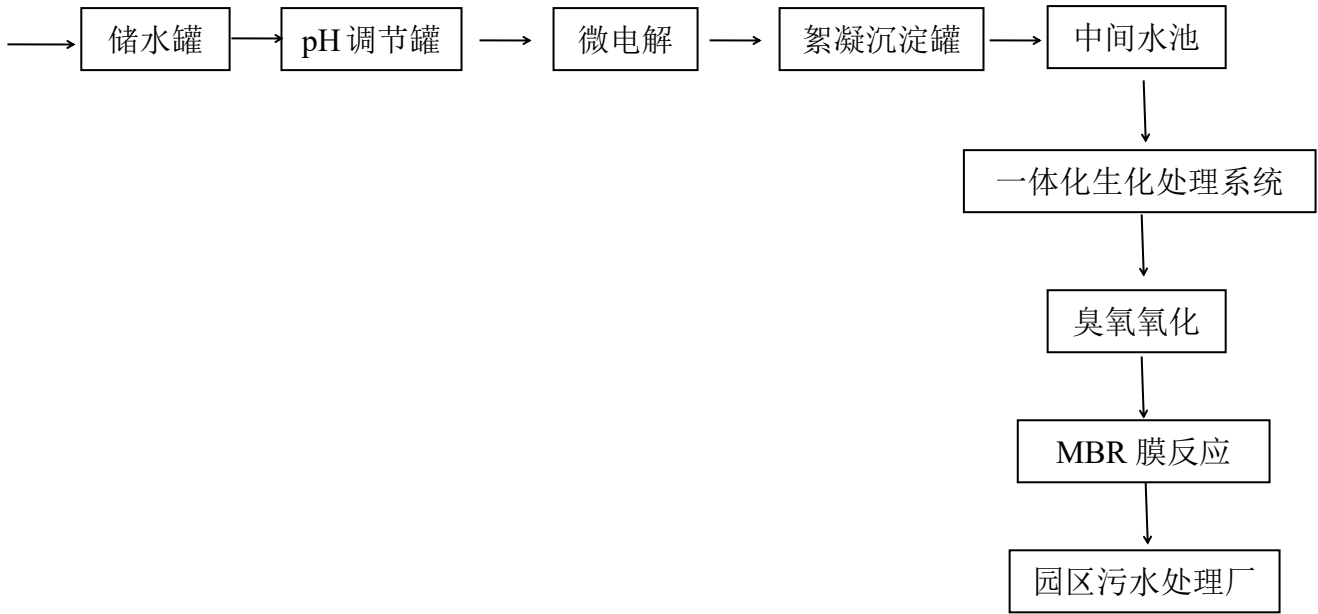 储水罐
pH 调节罐
微电解
絮凝沉淀罐
中间水池
一体化生化处理系统
臭氧氧化
MBR 膜反应
园区污水处理厂